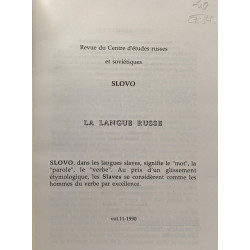 Revue du Centre d'études russes
et soviétiques
SLOVO
LA LANGUE RUSSE
SLOVO, dans les langues slaves, signifie le "mot", la
"parole", le "verbe". Au prix d'un glissement
étymologique, les Slaves se considèrent comme les
hommes du verbe par excellence.
vol.11-1990